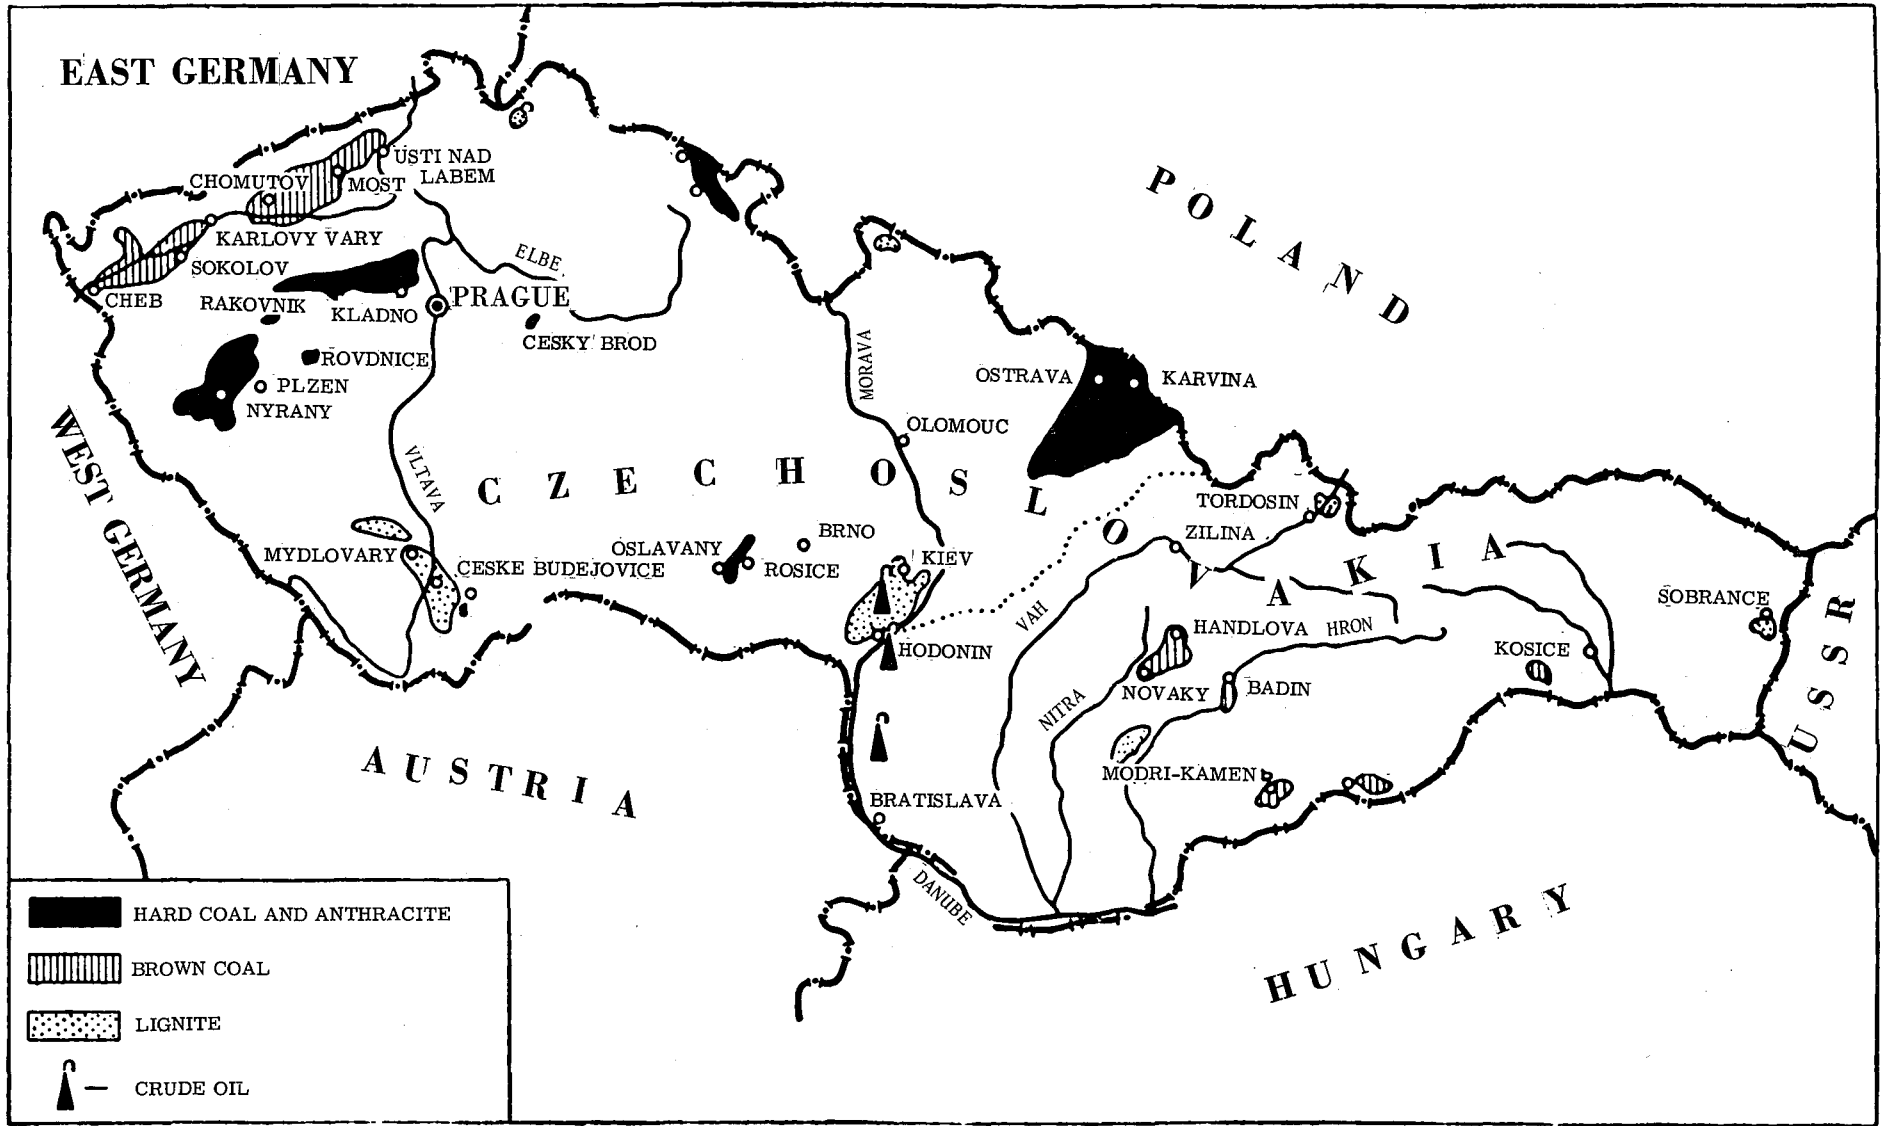 EAST GERMANY
POLAND
USTI NAD
LABEM
CHOMUTOV
MOST
KARLOVY VARY
SOKOLOV
CHEB
RAKOVNIK
KLADNO
PRAGUE
ELBE
CESKY BROD
ROVDNICE
PLZEN
NYRANY
WEST GERMANY
VLTAVA
MORAVA
OSTRAVA
KARVINA
OLOMOUC
CZECHOSLOVAKIA
TORDOSIN
ZILINA
BRNO
OSLAVANY
ROSICE
KIEV
MYDLOVARY
CESKE BUDEJOVICE
HODONIN
VAH
HANDLOVA
HRON
NOVAKY
BADIN
NITRA
KOSICE
SOBRANCE
USSR
AUSTRIA
MODRI-KAMEN
BRATISLAVA
DANUBE
HUNGARY
HARD COAL AND ANTHRACITE
BROWN COAL
LIGNITE
CRUDE OIL